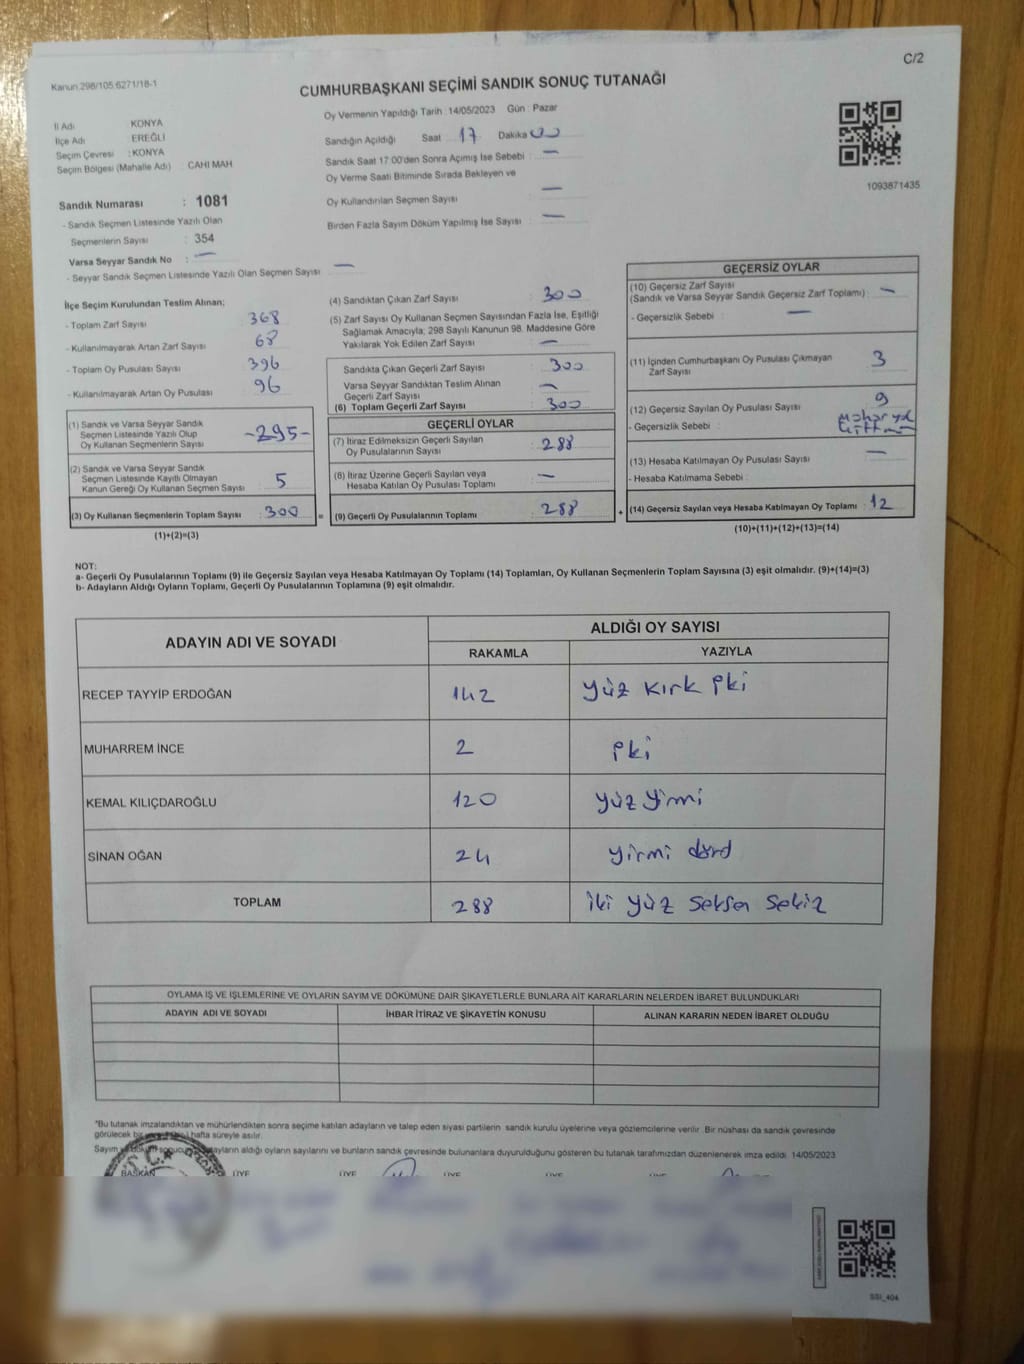 C/2
Kanun.298/105.6271/18-1
CUMHURBAŞKANI SEÇİMİ SANDIK SONUÇ TUTANAĞI
İl Adı KONYA
İlçe Adı EREĞLİ
Seçim Çevresi : KONYA
Seçim Bölgesi (Mahalle Adı) CAHI MAH
Sandık Numarası : 1081
- Sandık Seçmen Listesinde Yazılı Olan
Seçmenlerin Sayısı : 354
Varsa Seyyar Sandık No : —
- Seyyar Sandık Seçmen Listesinde Yazılı Olan Seçmen Sayısı —
Oy Vermenin Yapıldığı Tarih : 14/05/2023 Gün : Pazar
Sandığın Açıldığı Saat 17 Dakika 00
Sandık Saat 17:00'den Sonra Açılmış İse Sebebi : —
Oy Verme Saati Bitiminde Sırada Bekleyen ve
Oy Kullandırılan Seçmen Sayısı : —
Birden Fazla Sayım Döküm Yapılmış İse Sayısı : —
1093871435
İlçe Seçim Kurulundan Teslim Alınan;
- Toplam Zarf Sayısı : 368
- Kullanılmayarak Artan Zarf Sayısı : 68
- Toplam Oy Pusulası Sayısı : 396
- Kullanılmayarak Artan Oy Pusulası : 96
(1) Sandık ve Varsa Seyyar Sandık
Seçmen Listesinde Yazılı Olup
Oy Kullanan Seçmenlerin Sayısı : -295-
(2) Sandık ve Varsa Seyyar Sandık
Seçmen Listesinde Kayıtlı Olmayan
Kanun Gereği Oy Kullanan Seçmen Sayısı : 5
(3) Oy Kullanan Seçmenlerin Toplam Sayısı : 300 =
(1)+(2)=(3)
(4) Sandıktan Çıkan Zarf Sayısı : 300
(5) Zarf Sayısı Oy Kullanan Seçmen Sayısından Fazla İse, Eşitliği
Sağlamak Amacıyla; 298 Sayılı Kanunun 98. Maddesine Göre
Yakılarak Yok Edilen Zarf Sayısı : —
Sandıkta Çıkan Geçerli Zarf Sayısı : 300
Varsa Seyyar Sandıktan Teslim Alınan
Geçerli Zarf Sayısı : —
(6) Toplam Geçerli Zarf Sayısı : 300
GEÇERLİ OYLAR
(7) İtiraz Edilmeksizin Geçerli Sayılan
Oy Pusulalarının Sayısı : 288
(8) İtiraz Üzerine Geçerli Sayılan veya
Hesaba Katılan Oy Pusulası Toplamı : —
(9) Geçerli Oy Pusulalarının Toplamı : 288 +
GEÇERSİZ OYLAR
(10) Geçersiz Zarf Sayısı
(Sandık ve Varsa Seyyar Sandık Geçersiz Zarf Toplamı) : —
- Geçersizlik Sebebi : —
(11) İçinden Cumhurbaşkanı Oy Pusulası Çıkmayan
Zarf Sayısı : 3
(12) Geçersiz Sayılan Oy Pusulası Sayısı : 9
- Geçersizlik Sebebi :
(13) Hesaba Katılmayan Oy Pusulası Sayısı : —
- Hesaba Katılmama Sebebi :
(14) Geçersiz Sayılan veya Hesaba Katılmayan Oy Toplamı : 12
(10)+(11)+(12)+(13)=(14)
NOT:
a- Geçerli Oy Pusulalarının Toplamı (9) ile Geçersiz Sayılan veya Hesaba Katılmayan Oy Toplamı (14) Toplamları, Oy Kullanan Seçmenlerin Toplam Sayısına (3) eşit olmalıdır. (9)+(14)=(3)
b- Adayların Aldığı Oyların Toplamı, Geçerli Oy Pusulalarının Toplamına (9) eşit olmalıdır.
ADAYIN ADI VE SOYADI ALDIĞI OY SAYISI
RAKAMLA YAZIYLA
RECEP TAYYİP ERDOĞAN 142 yüz kırk iki
MUHARREM İNCE 2 iki
KEMAL KILIÇDAROĞLU 120 yüz yimi
SİNAN OĞAN 24 yirmi dörd
TOPLAM 288 iki yüz seksen sekiz
OYLAMA İŞ VE İŞLEMLERİNE VE OYLARIN SAYIM VE DÖKÜMÜNE DAİR ŞİKAYETLERLE BUNLARA AİT KARARLARIN NELERDEN İBARET BULUNDUKLARI
ADAYIN ADI VE SOYADI İHBAR İTİRAZ VE ŞİKAYETİN KONUSU ALINAN KARARIN NEDEN İBARET OLDUĞU
*Bu tutanak imzalandıktan ve mühürlendikten sonra seçime katılan adayların ve talep eden siyasi partilerin sandık kurulu üyelerine veya gözlemcilerine verilir. Bir nüshası da sandık çevresinde
görülecek bir hafta süreyle asılır.
Sayım ve döküm adayların aldığı oyların sayılarını ve bunların sandık çevresinde bulunanlara duyurulduğunu gösteren bu tutanak tarafımızdan düzenlenerek imza edildi. 14/05/2023
BAŞKAN ÜYE ÜYE ÜYE ÜYE ÜYE
T.C.
SSI_404